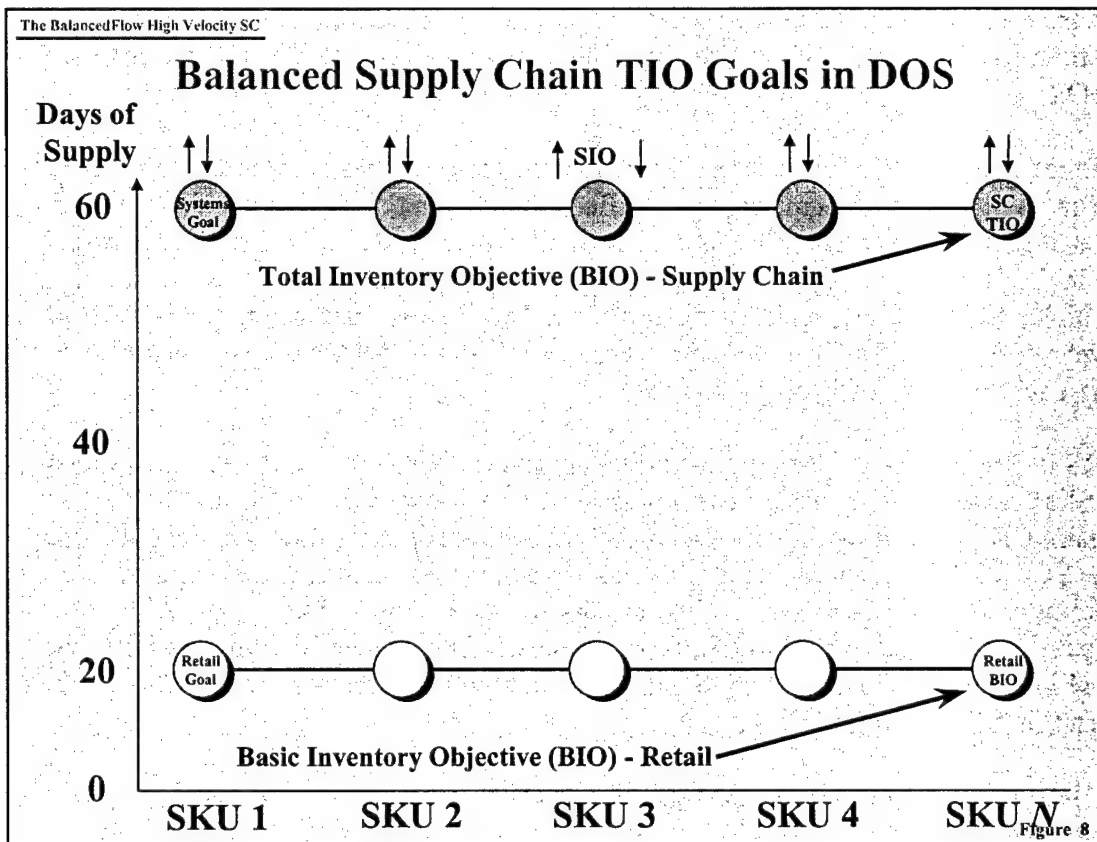 The BalancedFlow High Velocity SC
Balanced Supply Chain TIO Goals in DOS
Days of
Supply
SIO
60
Systems
Goal
SC
TIO
Total Inventory Objective (BIO) - Supply Chain
40
20
Retail
Goal
Retail
BIO
Basic Inventory Objective (BIO) - Retail
0
SKU 1
SKU 2
SKU 3
SKU 4
SKU N
Figure 8